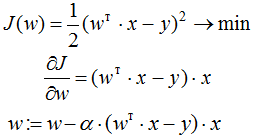 J(w) = 1/2 (wᵀ · x − y)² → min
∂J/∂w = (wᵀ · x − y) · x
w := w − α · (wᵀ · x − y) · x